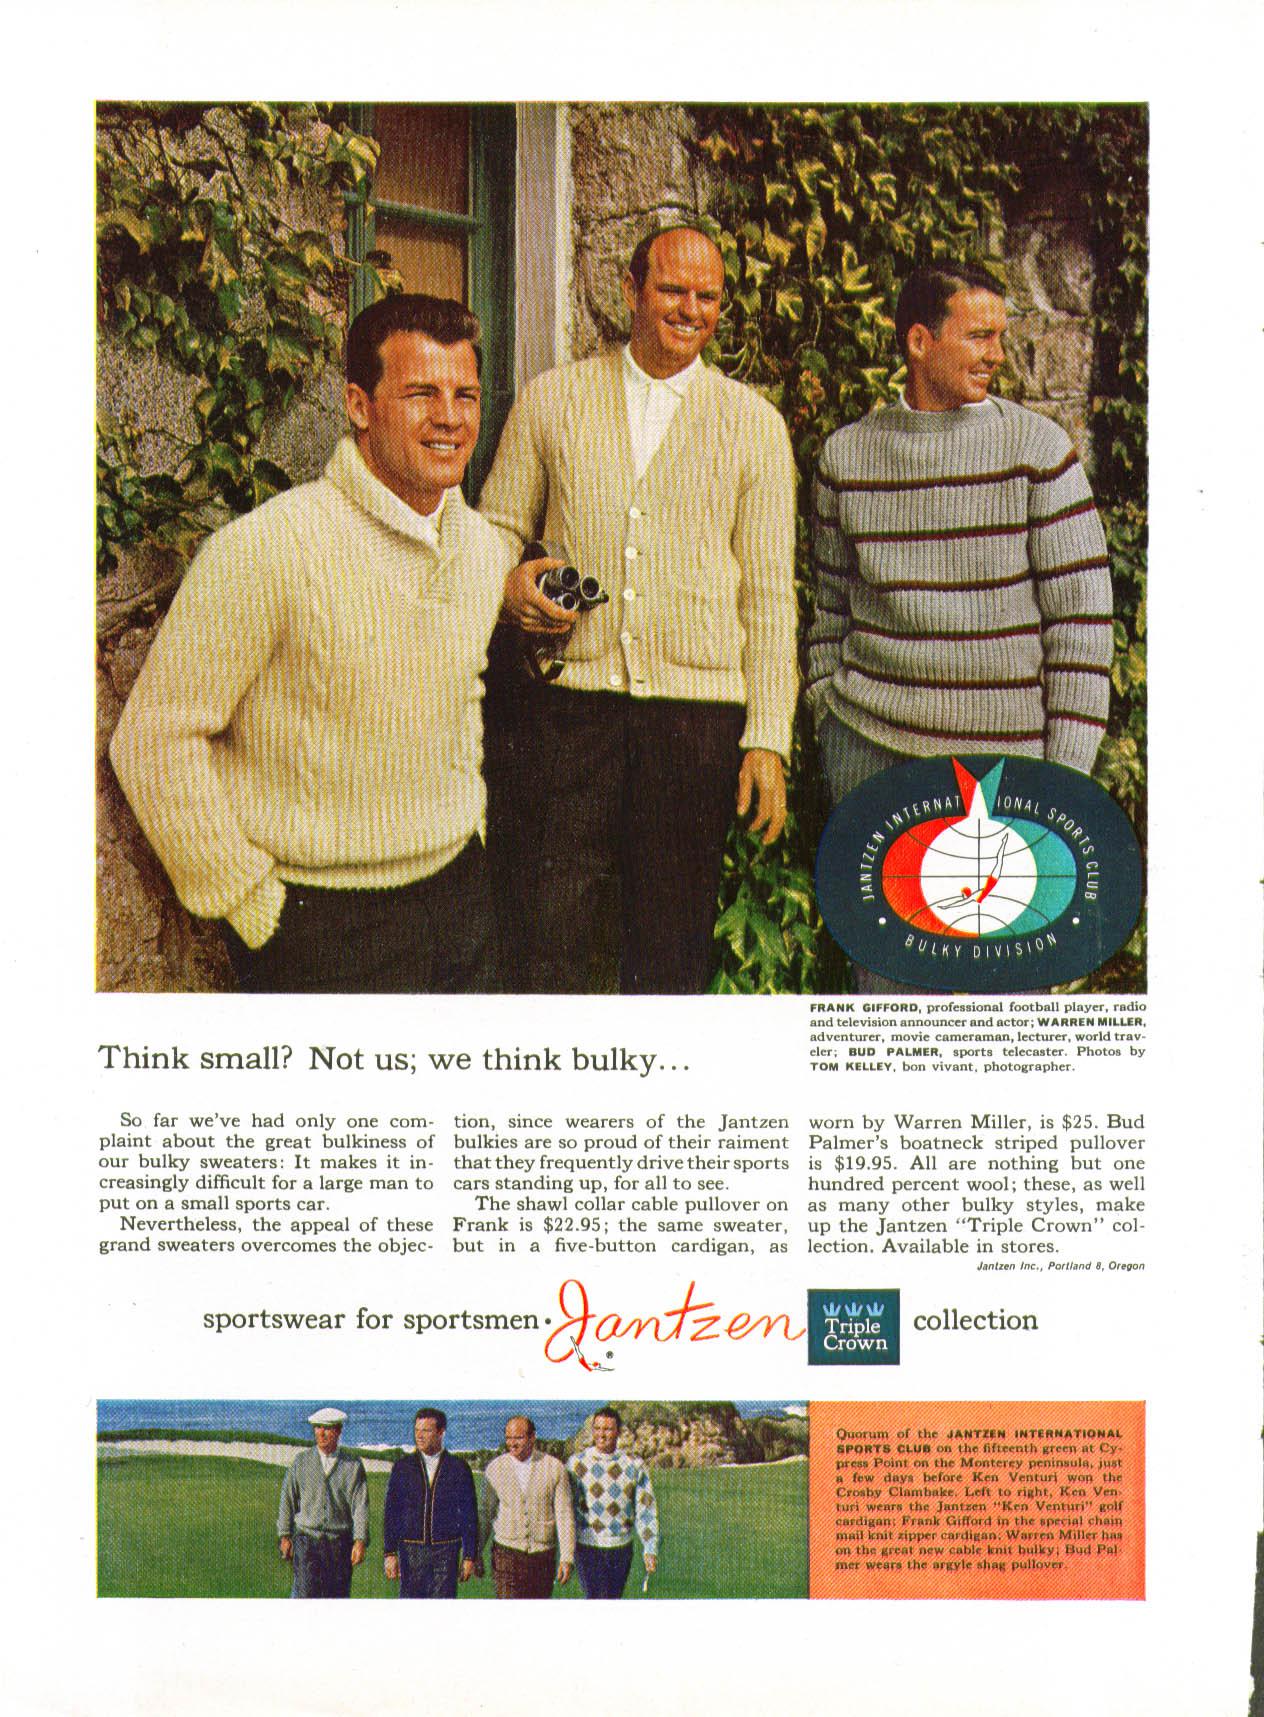 JANTZEN INTERNATIONAL SPORTS CLUB
• BULKY DIVISION •
FRANK GIFFORD, professional football player, radio
and television announcer and actor; WARREN MILLER,
adventurer, movie cameraman, lecturer, world trav-
eler; BUD PALMER, sports telecaster. Photos by
TOM KELLEY, bon vivant, photographer.
Think small? Not us; we think bulky...
So far we've had only one com-
plaint about the great bulkiness of
our bulky sweaters: It makes it in-
creasingly difficult for a large man to
put on a small sports car.
Nevertheless, the appeal of these
grand sweaters overcomes the objec-
tion, since wearers of the Jantzen
bulkies are so proud of their raiment
that they frequently drive their sports
cars standing up, for all to see.
The shawl collar cable pullover on
Frank is $22.95; the same sweater,
but in a five-button cardigan, as
worn by Warren Miller, is $25. Bud
Palmer's boatneck striped pullover
is $19.95. All are nothing but one
hundred percent wool; these, as well
as many other bulky styles, make
up the Jantzen "Triple Crown" col-
lection. Available in stores.
Jantzen Inc., Portland 8, Oregon
sportswear for sportsmen • Jantzen ®
Triple
Crown
collection
Quorum of the JANTZEN INTERNATIONAL
SPORTS CLUB on the fifteenth green at Cy-
press Point on the Monterey peninsula, just
a few days before Ken Venturi won the
Crosby Clambake. Left to right, Ken Ven-
turi wears the Jantzen "Ken Venturi" golf
cardigan; Frank Gifford in the special chain
mail knit zipper cardigan; Warren Miller has
on the great new cable knit bulky; Bud Pal-
mer wears the argyle shag pullover.